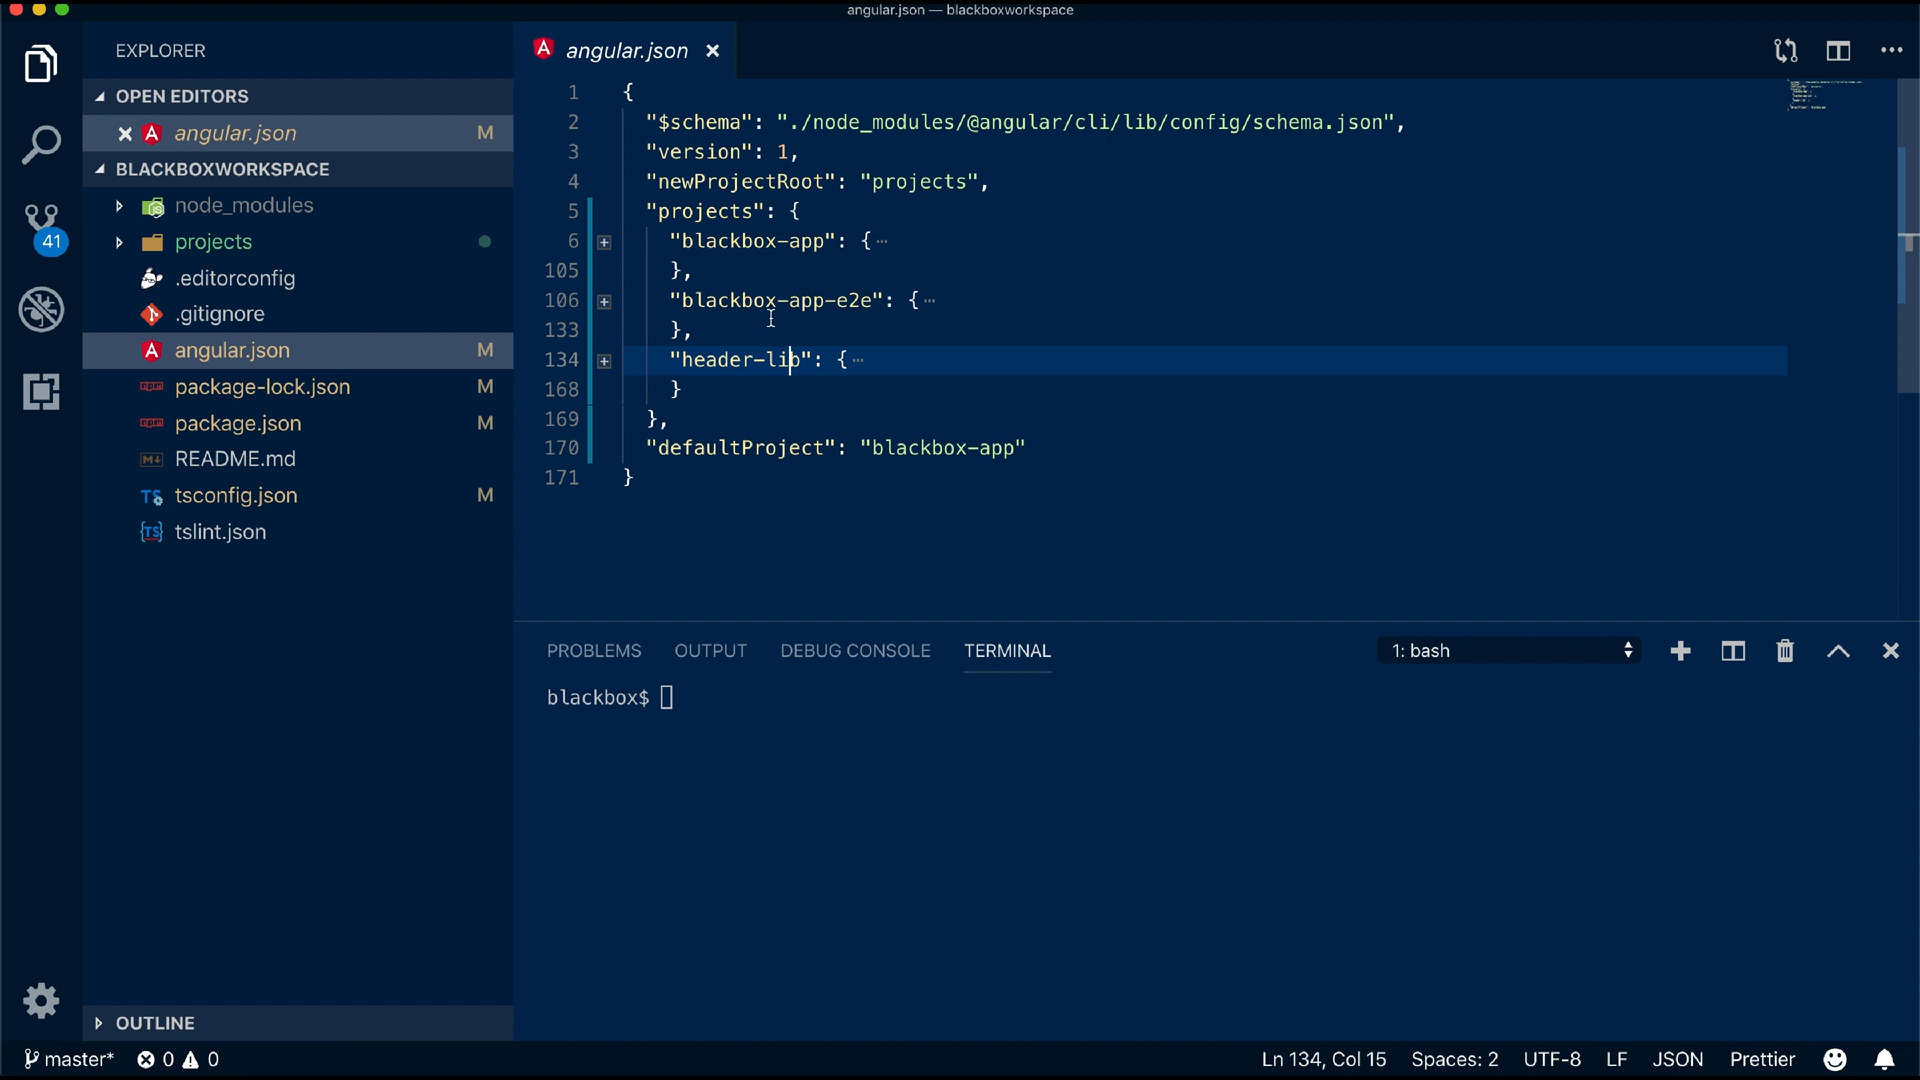 angular.json — blackboxworkspace
EXPLORER
OPEN EDITORS
angular.json M
BLACKBOXWORKSPACE
node_modules
projects
.editorconfig
.gitignore
angular.json M
package-lock.json M
package.json M
README.md
tsconfig.json M
tslint.json
OUTLINE
41
angular.json
1 {
2 "$schema": "./node_modules/@angular/cli/lib/config/schema.json",
3 "version": 1,
4 "newProjectRoot": "projects",
5 "projects": {
6 "blackbox-app": {
105 },
106 "blackbox-app-e2e": {
133 },
134 "header-lib": {
168 }
169 },
170 "defaultProject": "blackbox-app"
171 }
PROBLEMS OUTPUT DEBUG CONSOLE TERMINAL 1: bash
blackbox$
master* 0 0 Ln 134, Col 15 Spaces: 2 UTF-8 LF JSON Prettier